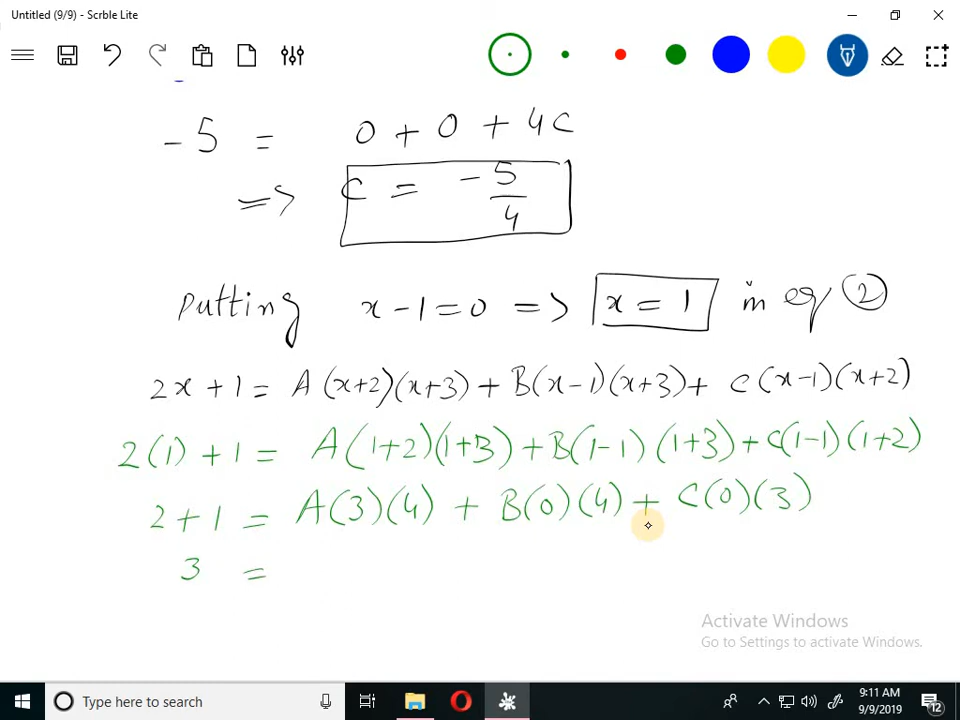 Untitled (9/9) - Scrble Lite
-5 = 0 + 0 + 4C
=> C = -5/4
Putting x-1=0 => x = 1 in eq (2)
2x+1 = A(x+2)(x+3) + B(x-1)(x+3) + C(x-1)(x+2)
2(1)+1 = A(1+2)(1+3) + B(1-1)(1+3) + C(1-1)(1+2)
2+1 = A(3)(4) + B(0)(4) + C(0)(3)
3 =
Activate Windows
Go to Settings to activate Windows.
Type here to search
9:11 AM
9/9/2019
12